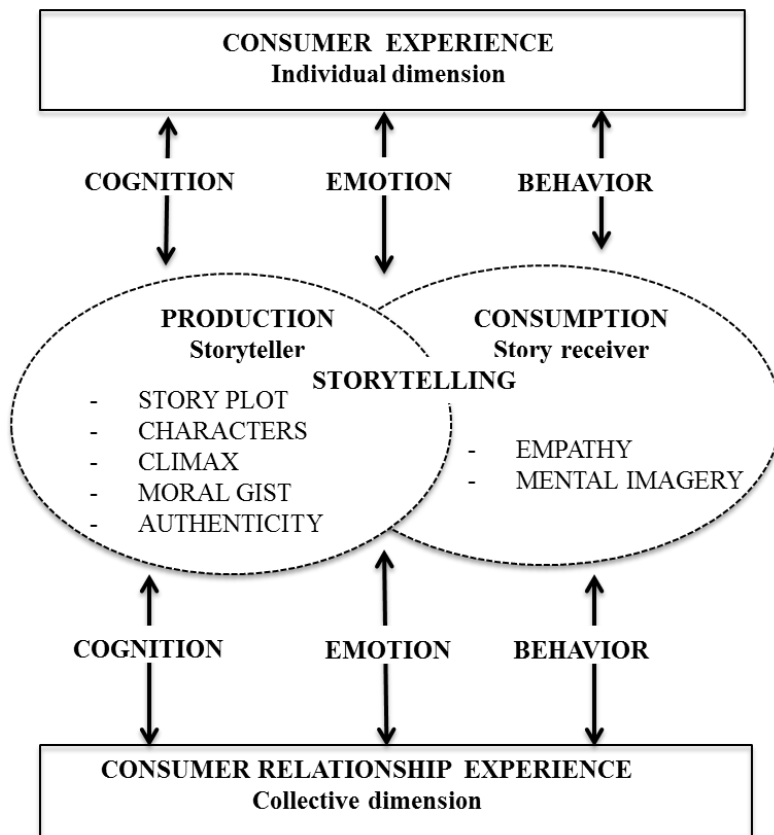 CONSUMER EXPERIENCE
Individual dimension
COGNITION EMOTION BEHAVIOR
PRODUCTION
Storyteller
CONSUMPTION
Story receiver
STORYTELLING
- STORY PLOT
- CHARACTERS
- CLIMAX
- MORAL GIST
- AUTHENTICITY
- EMPATHY
- MENTAL IMAGERY
COGNITION EMOTION BEHAVIOR
CONSUMER RELATIONSHIP EXPERIENCE
Collective dimension